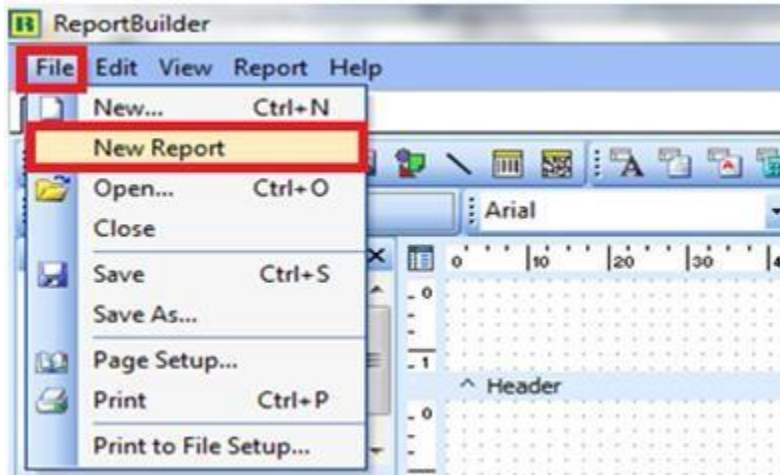 ReportBuilder
File Edit View Report Help
New... Ctrl+N
New Report
Open... Ctrl+O
Arial
Close
0 10 20 30
Save Ctrl+S
0
Save As...
Page Setup...
1
Header
Print Ctrl+P
0
Print to File Setup...